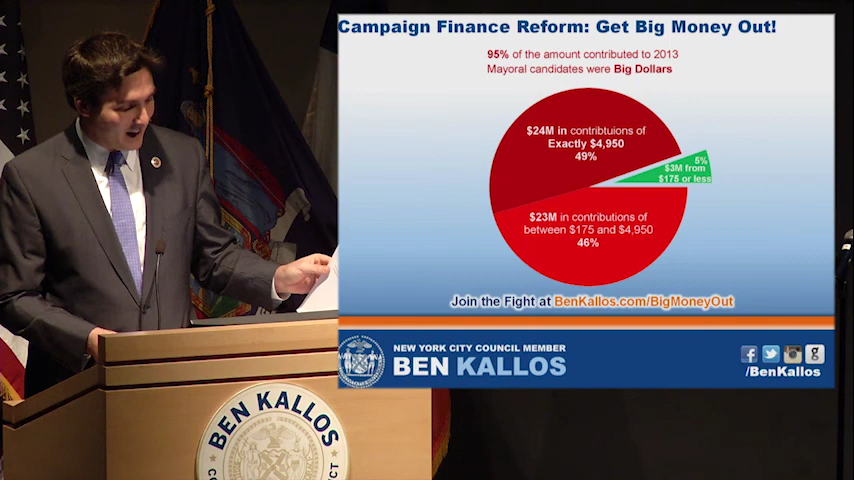 Campaign Finance Reform: Get Big Money Out!
95% of the amount contributed to 2013
Mayoral candidates were Big Dollars
$24M in contribtuions of
Exactly $4,950
49%
5%
$3M from
$175 or less
$23M in contributions of
between $175 and $4,950
46%
Join the Fight at BenKallos.com/BigMoneyOut
NEW YORK CITY COUNCIL MEMBER
BEN KALLOS
/BenKallos
BEN KALLOS